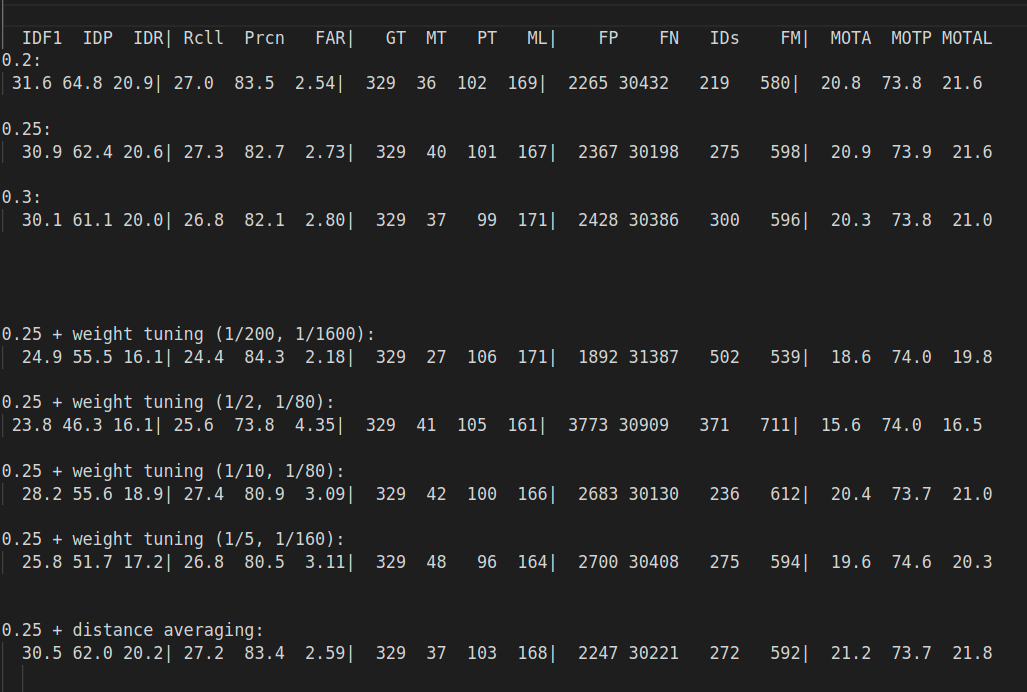 IDF1 IDP IDR| Rcll Prcn FAR| GT MT PT ML| FP FN IDs FM| MOTA MOTP MOTAL
0.2:
31.6 64.8 20.9| 27.0 83.5 2.54| 329 36 102 169| 2265 30432 219 580| 20.8 73.8 21.6
0.25:
30.9 62.4 20.6| 27.3 82.7 2.73| 329 40 101 167| 2367 30198 275 598| 20.9 73.9 21.6
0.3:
30.1 61.1 20.0| 26.8 82.1 2.80| 329 37 99 171| 2428 30386 300 596| 20.3 73.8 21.0
0.25 + weight tuning (1/200, 1/1600):
24.9 55.5 16.1| 24.4 84.3 2.18| 329 27 106 171| 1892 31387 502 539| 18.6 74.0 19.8
0.25 + weight tuning (1/2, 1/80):
23.8 46.3 16.1| 25.6 73.8 4.35| 329 41 105 161| 3773 30909 371 711| 15.6 74.0 16.5
0.25 + weight tuning (1/10, 1/80):
28.2 55.6 18.9| 27.4 80.9 3.09| 329 42 100 166| 2683 30130 236 612| 20.4 73.7 21.0
0.25 + weight tuning (1/5, 1/160):
25.8 51.7 17.2| 26.8 80.5 3.11| 329 48 96 164| 2700 30408 275 594| 19.6 74.6 20.3
0.25 + distance averaging:
30.5 62.0 20.2| 27.2 83.4 2.59| 329 37 103 168| 2247 30221 272 592| 21.2 73.7 21.8